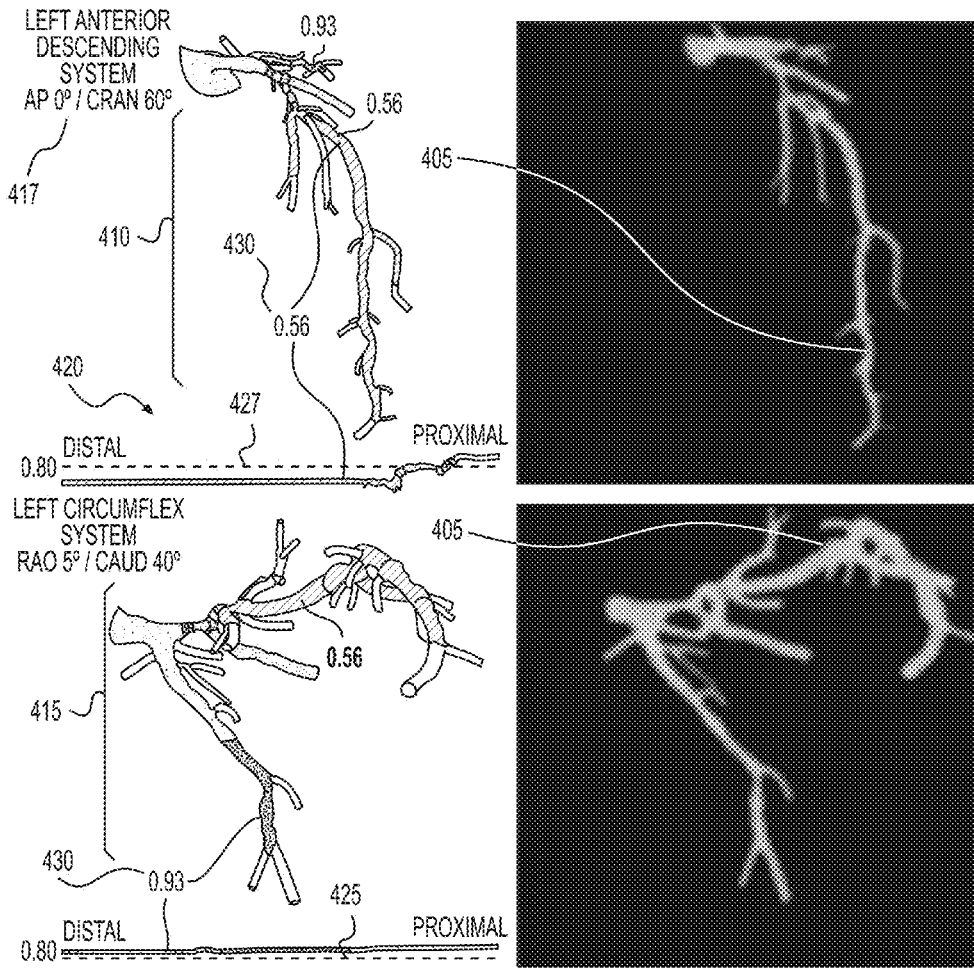 LEFT ANTERIOR
DESCENDING
SYSTEM
AP 0º / CRAN 60º
417
0.93
0.56
405
410
430
0.56
420
427
DISTAL
PROXIMAL
0.80
LEFT CIRCUMFLEX
SYSTEM
RAO 5º / CAUD 40º
405
0.56
415
430
0.93
425
DISTAL
PROXIMAL
0.80